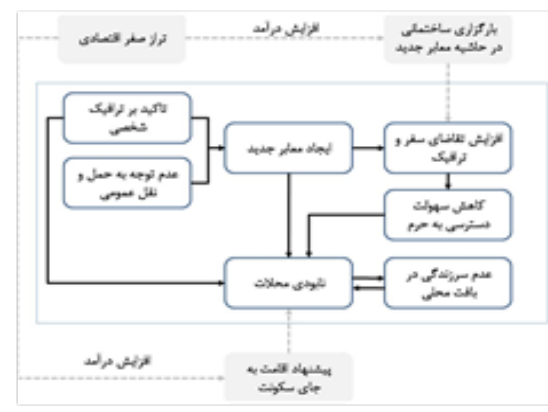 بارگزاری ساختمانی
در حاشیه معابر جدید
افزایش درآمد
تراز صفر اقتصادی
تاکید بر ترافیک
شخصی
عدم توجه به حمل و
نقل عمومی
ایجاد معابر جدید
افزایش تقاضای سفر و
ترافیک
کاهش سهولت
دسترسی به حرم
نابودی محلات
عدم سرزندگی در
بافت محلی
افزایش درآمد
پیشنهاد اقامت به
جای سکونت